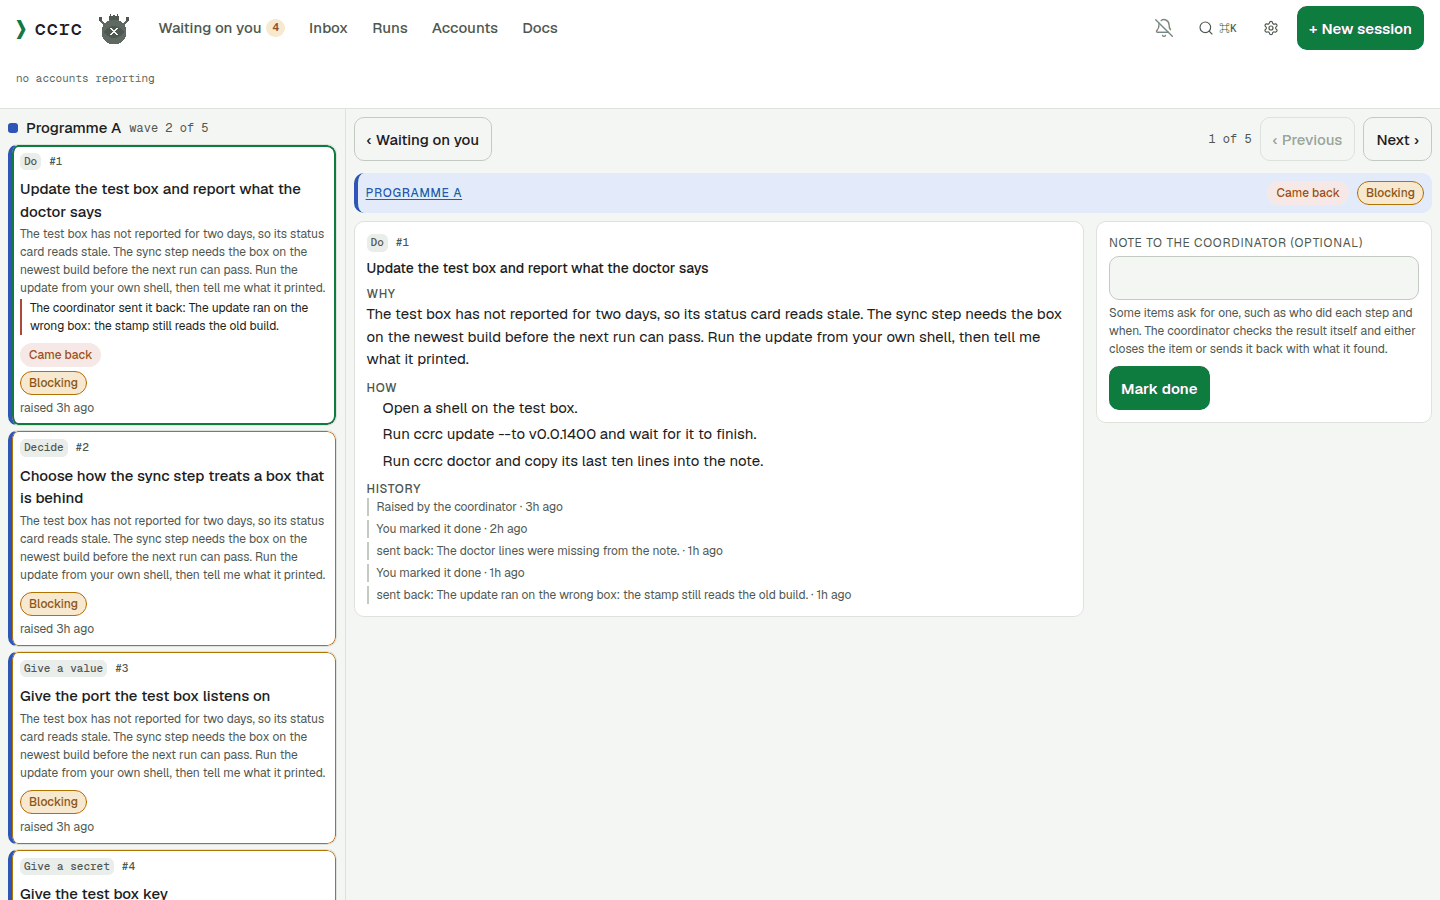 ❯ ccrc
Waiting on you 4
Inbox
Runs
Accounts
Docs
⌘K
+ New session
no accounts reporting
Programme A wave 2 of 5
Do #1
Update the test box and report what the
doctor says
The test box has not reported for two days, so its status
card reads stale. The sync step needs the box on the
newest build before the next run can pass. Run the
update from your own shell, then tell me what it printed.
The coordinator sent it back: The update ran on the
wrong box: the stamp still reads the old build.
Came back
Blocking
raised 3h ago
Decide #2
Choose how the sync step treats a box that
is behind
The test box has not reported for two days, so its status
card reads stale. The sync step needs the box on the
newest build before the next run can pass. Run the
update from your own shell, then tell me what it printed.
Blocking
raised 3h ago
Give a value #3
Give the port the test box listens on
The test box has not reported for two days, so its status
card reads stale. The sync step needs the box on the
newest build before the next run can pass. Run the
update from your own shell, then tell me what it printed.
Blocking
raised 3h ago
Give a secret #4
Give the test box key
‹ Waiting on you
1 of 5
‹ Previous
Next ›
PROGRAMME A
Came back
Blocking
Do #1
Update the test box and report what the doctor says
WHY
The test box has not reported for two days, so its status card reads stale. The sync step needs the box
on the newest build before the next run can pass. Run the update from your own shell, then tell me
what it printed.
HOW
Open a shell on the test box.
Run ccrc update --to v0.0.1400 and wait for it to finish.
Run ccrc doctor and copy its last ten lines into the note.
HISTORY
Raised by the coordinator · 3h ago
You marked it done · 2h ago
sent back: The doctor lines were missing from the note. · 1h ago
You marked it done · 1h ago
sent back: The update ran on the wrong box: the stamp still reads the old build. · 1h ago
NOTE TO THE COORDINATOR (OPTIONAL)
Some items ask for one, such as who did each step and
when. The coordinator checks the result itself and either
closes the item or sends it back with what it found.
Mark done